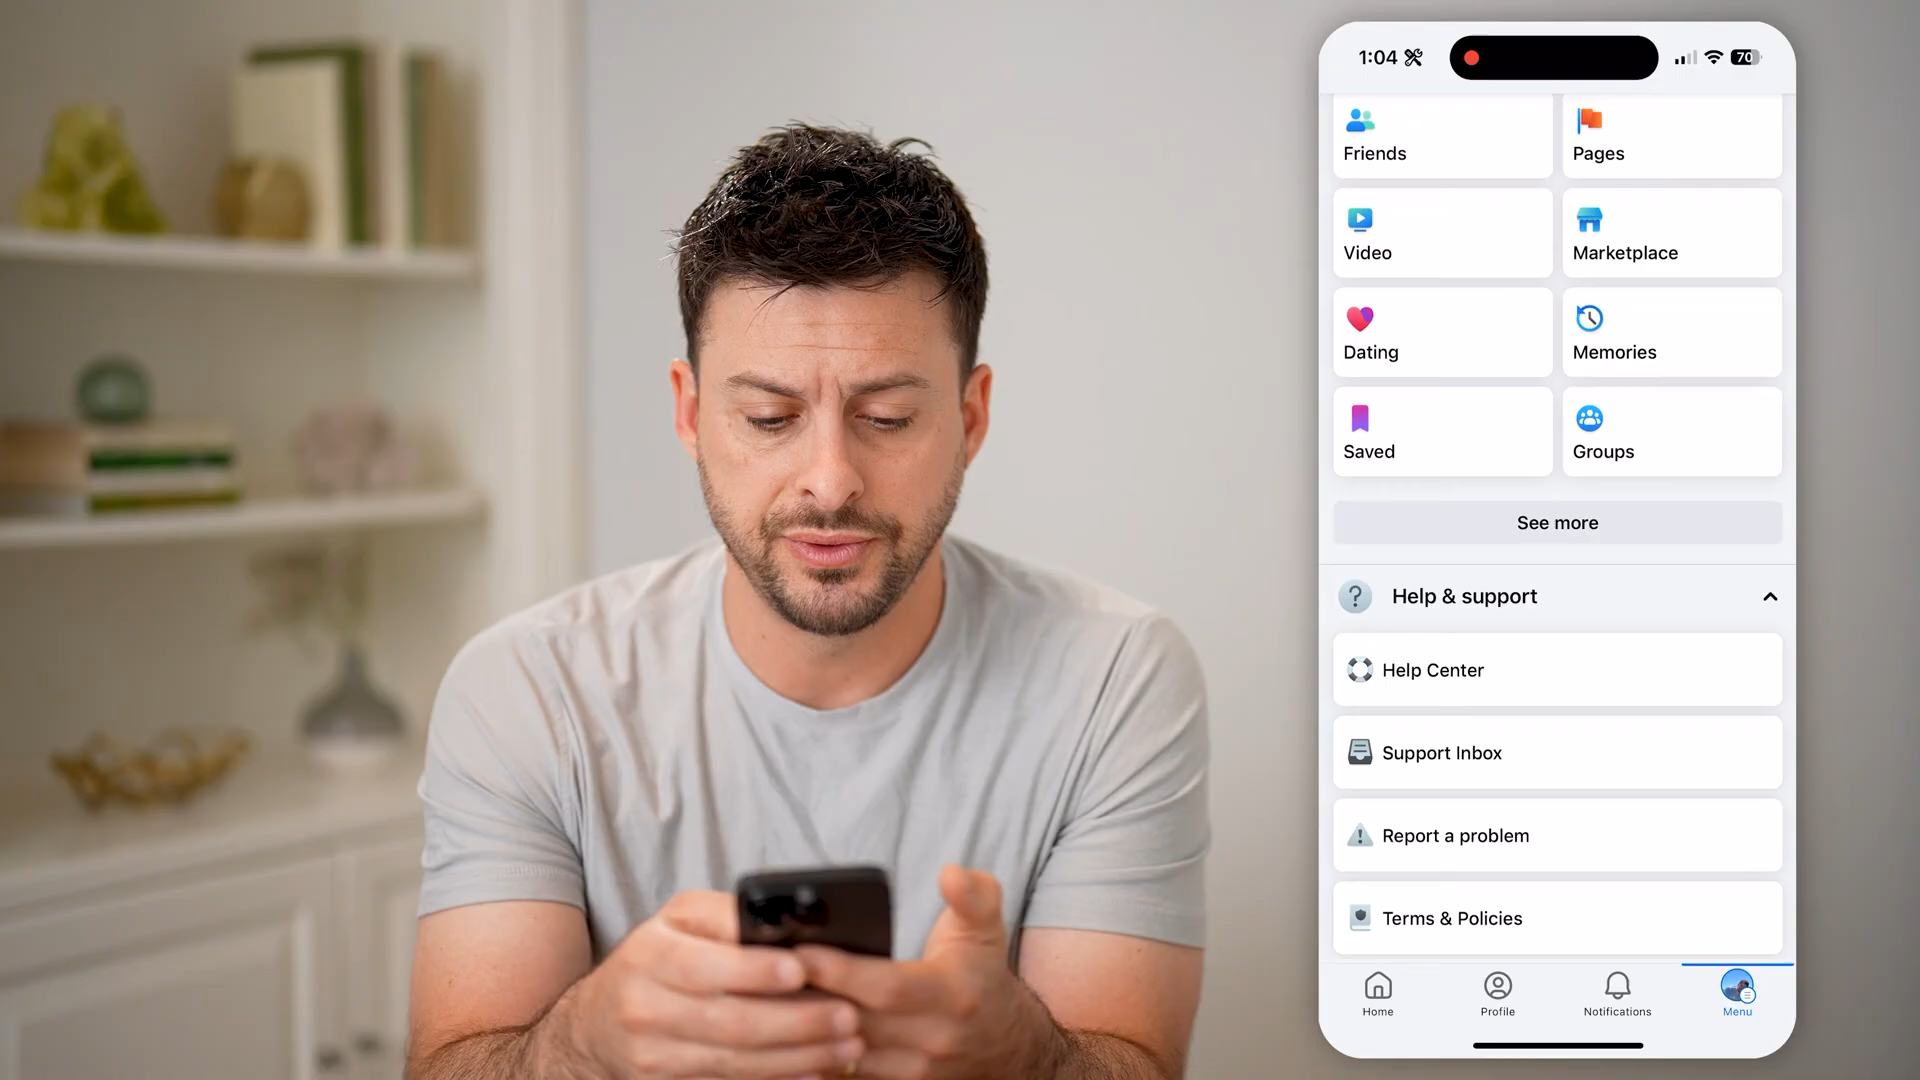 1:04
70
Friends
Pages
Video
Marketplace
Dating
Memories
Saved
Groups
See more
Help & support
Help Center
Support Inbox
Report a problem
Terms & Policies
Home
Profile
Notifications
Menu